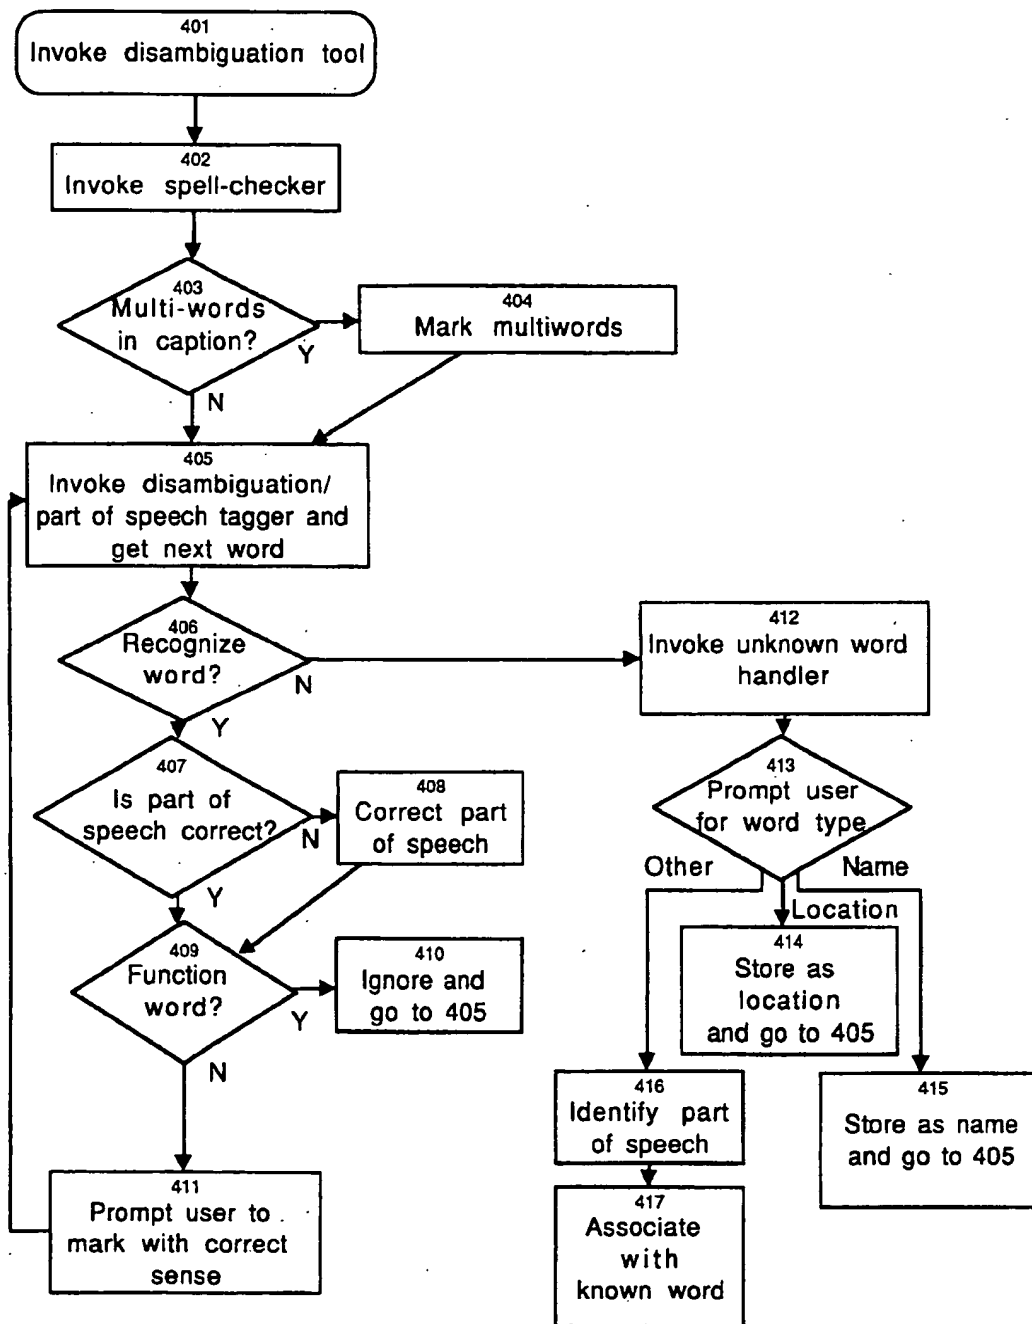 401
Invoke disambiguation tool
402
Invoke spell-checker
403
Multi-words
in caption?
Y
N
404
Mark multiwords
405
Invoke disambiguation/
part of speech tagger and
get next word
406
Recognize
word?
N
Y
407
Is part of
speech correct?
N
Y
408
Correct part
of speech
409
Function
word?
Y
N
410
Ignore and
go to 405
411
Prompt user to
mark with correct
sense
412
Invoke unknown word
handler
413
Prompt user
for word type
Other
Name
Location
414
Store as
location
and go to 405
415
Store as name
and go to 405
416
Identify part
of speech
417
Associate
with
known word